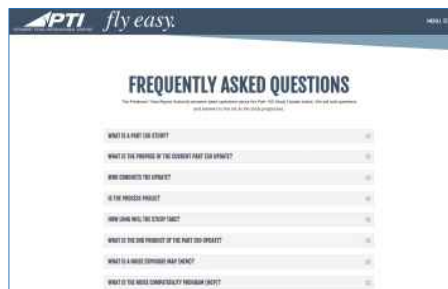 PTI fly easy.
MENU
FREQUENTLY ASKED QUESTIONS
WHAT IS A PART 150 STUDY?
WHAT IS THE PURPOSE OF THE CURRENT PART 150 UPDATE?
WHO CONDUCTS THE UPDATE?
IS THE PROCESS PUBLIC?
HOW LONG WILL THE STUDY TAKE?
WHAT IS THE END PRODUCT OF THE PART 150 UPDATE?
WHAT IS A NOISE EXPOSURE MAP (NEM)?
WHAT IS THE NOISE COMPATIBILITY PROGRAM (NCP)?